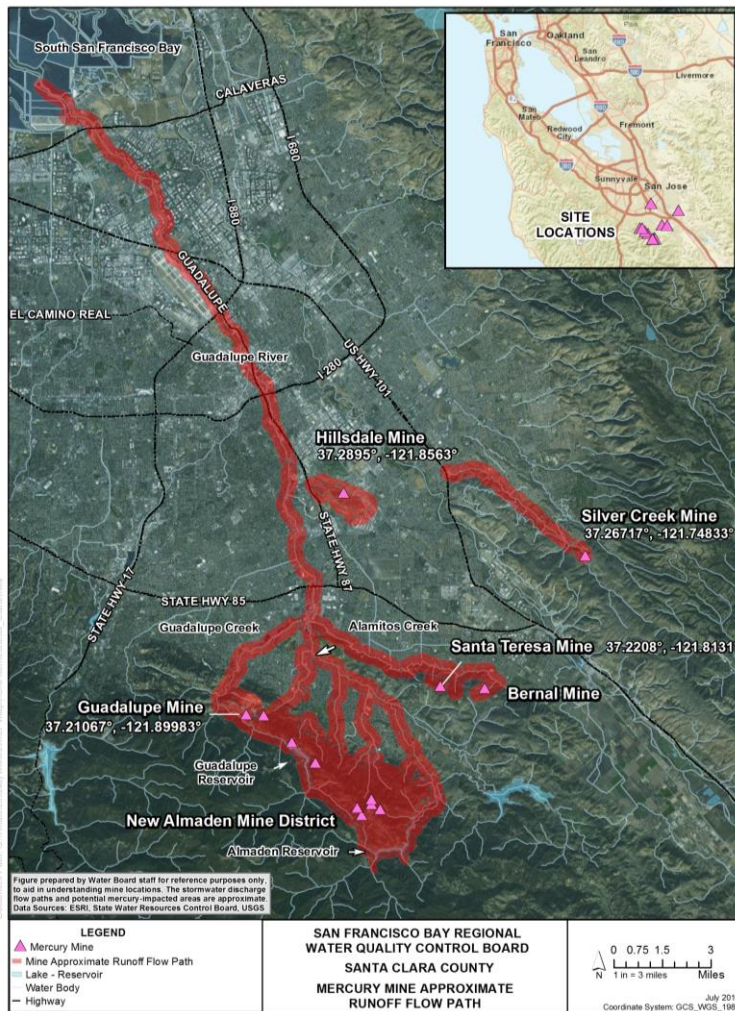 South San Francisco Bay
CALAVERAS
I 680
I 880
GUADALUPE
EL CAMINO REAL
Guadalupe River
I 280
US HWY 101
Hillsdale Mine
37.2895°, -121.8563°
Silver Creek Mine
37.26717°, -121.74833°
STATE HWY 87
STATE HWY 17
STATE HWY 85
Guadalupe Creek
Alamitos Creek
Santa Teresa Mine 37.2208°, -121.8131
Bernal Mine
Guadalupe Mine
37.21067°, -121.89983°
Guadalupe
Reservoir
New Almaden Mine District
Almaden Reservoir
San
Francisco
Oakland
San
Leandro
Livermore
San
Mateo
Redwood
City
Fremont
Sunnyvale
San Jose
SITE
LOCATIONS
Figure prepared by Water Board staff for reference purposes only,
to aid in understanding mine locations. The stormwater discharge
flow paths and potential mercury-impacted areas are approximate.
Data Sources: ESRI, State Water Resources Control Board, USGS
LEGEND
Mercury Mine
Mine Approximate Runoff Flow Path
Lake - Reservoir
Water Body
Highway
SAN FRANCISCO BAY REGIONAL
WATER QUALITY CONTROL BOARD
SANTA CLARA COUNTY
MERCURY MINE APPROXIMATE
RUNOFF FLOW PATH
0 0.75 1.5 3
N 1 in = 3 miles Miles
July 201
Coordinate System: GCS_WGS_198